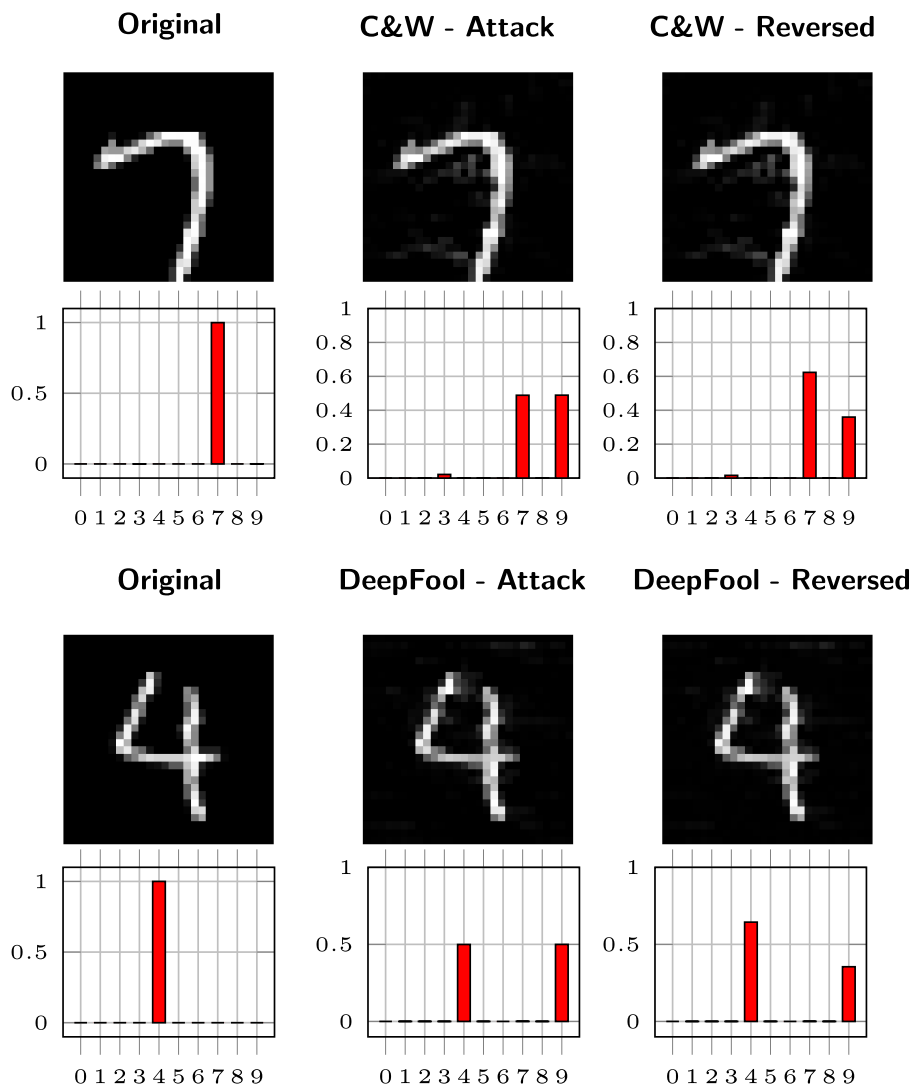 Original C&W - Attack C&W - Reversed
1 1 1
0.8 0.8
0.5 0.6 0.6
0.4 0.4
0.2 0.2
0 0 0
0 1 2 3 4 5 6 7 8 9 0 1 2 3 4 5 6 7 8 9 0 1 2 3 4 5 6 7 8 9
Original DeepFool - Attack DeepFool - Reversed
1 1 1
0.5 0.5 0.5
0 0 0
0 1 2 3 4 5 6 7 8 9 0 1 2 3 4 5 6 7 8 9 0 1 2 3 4 5 6 7 8 9